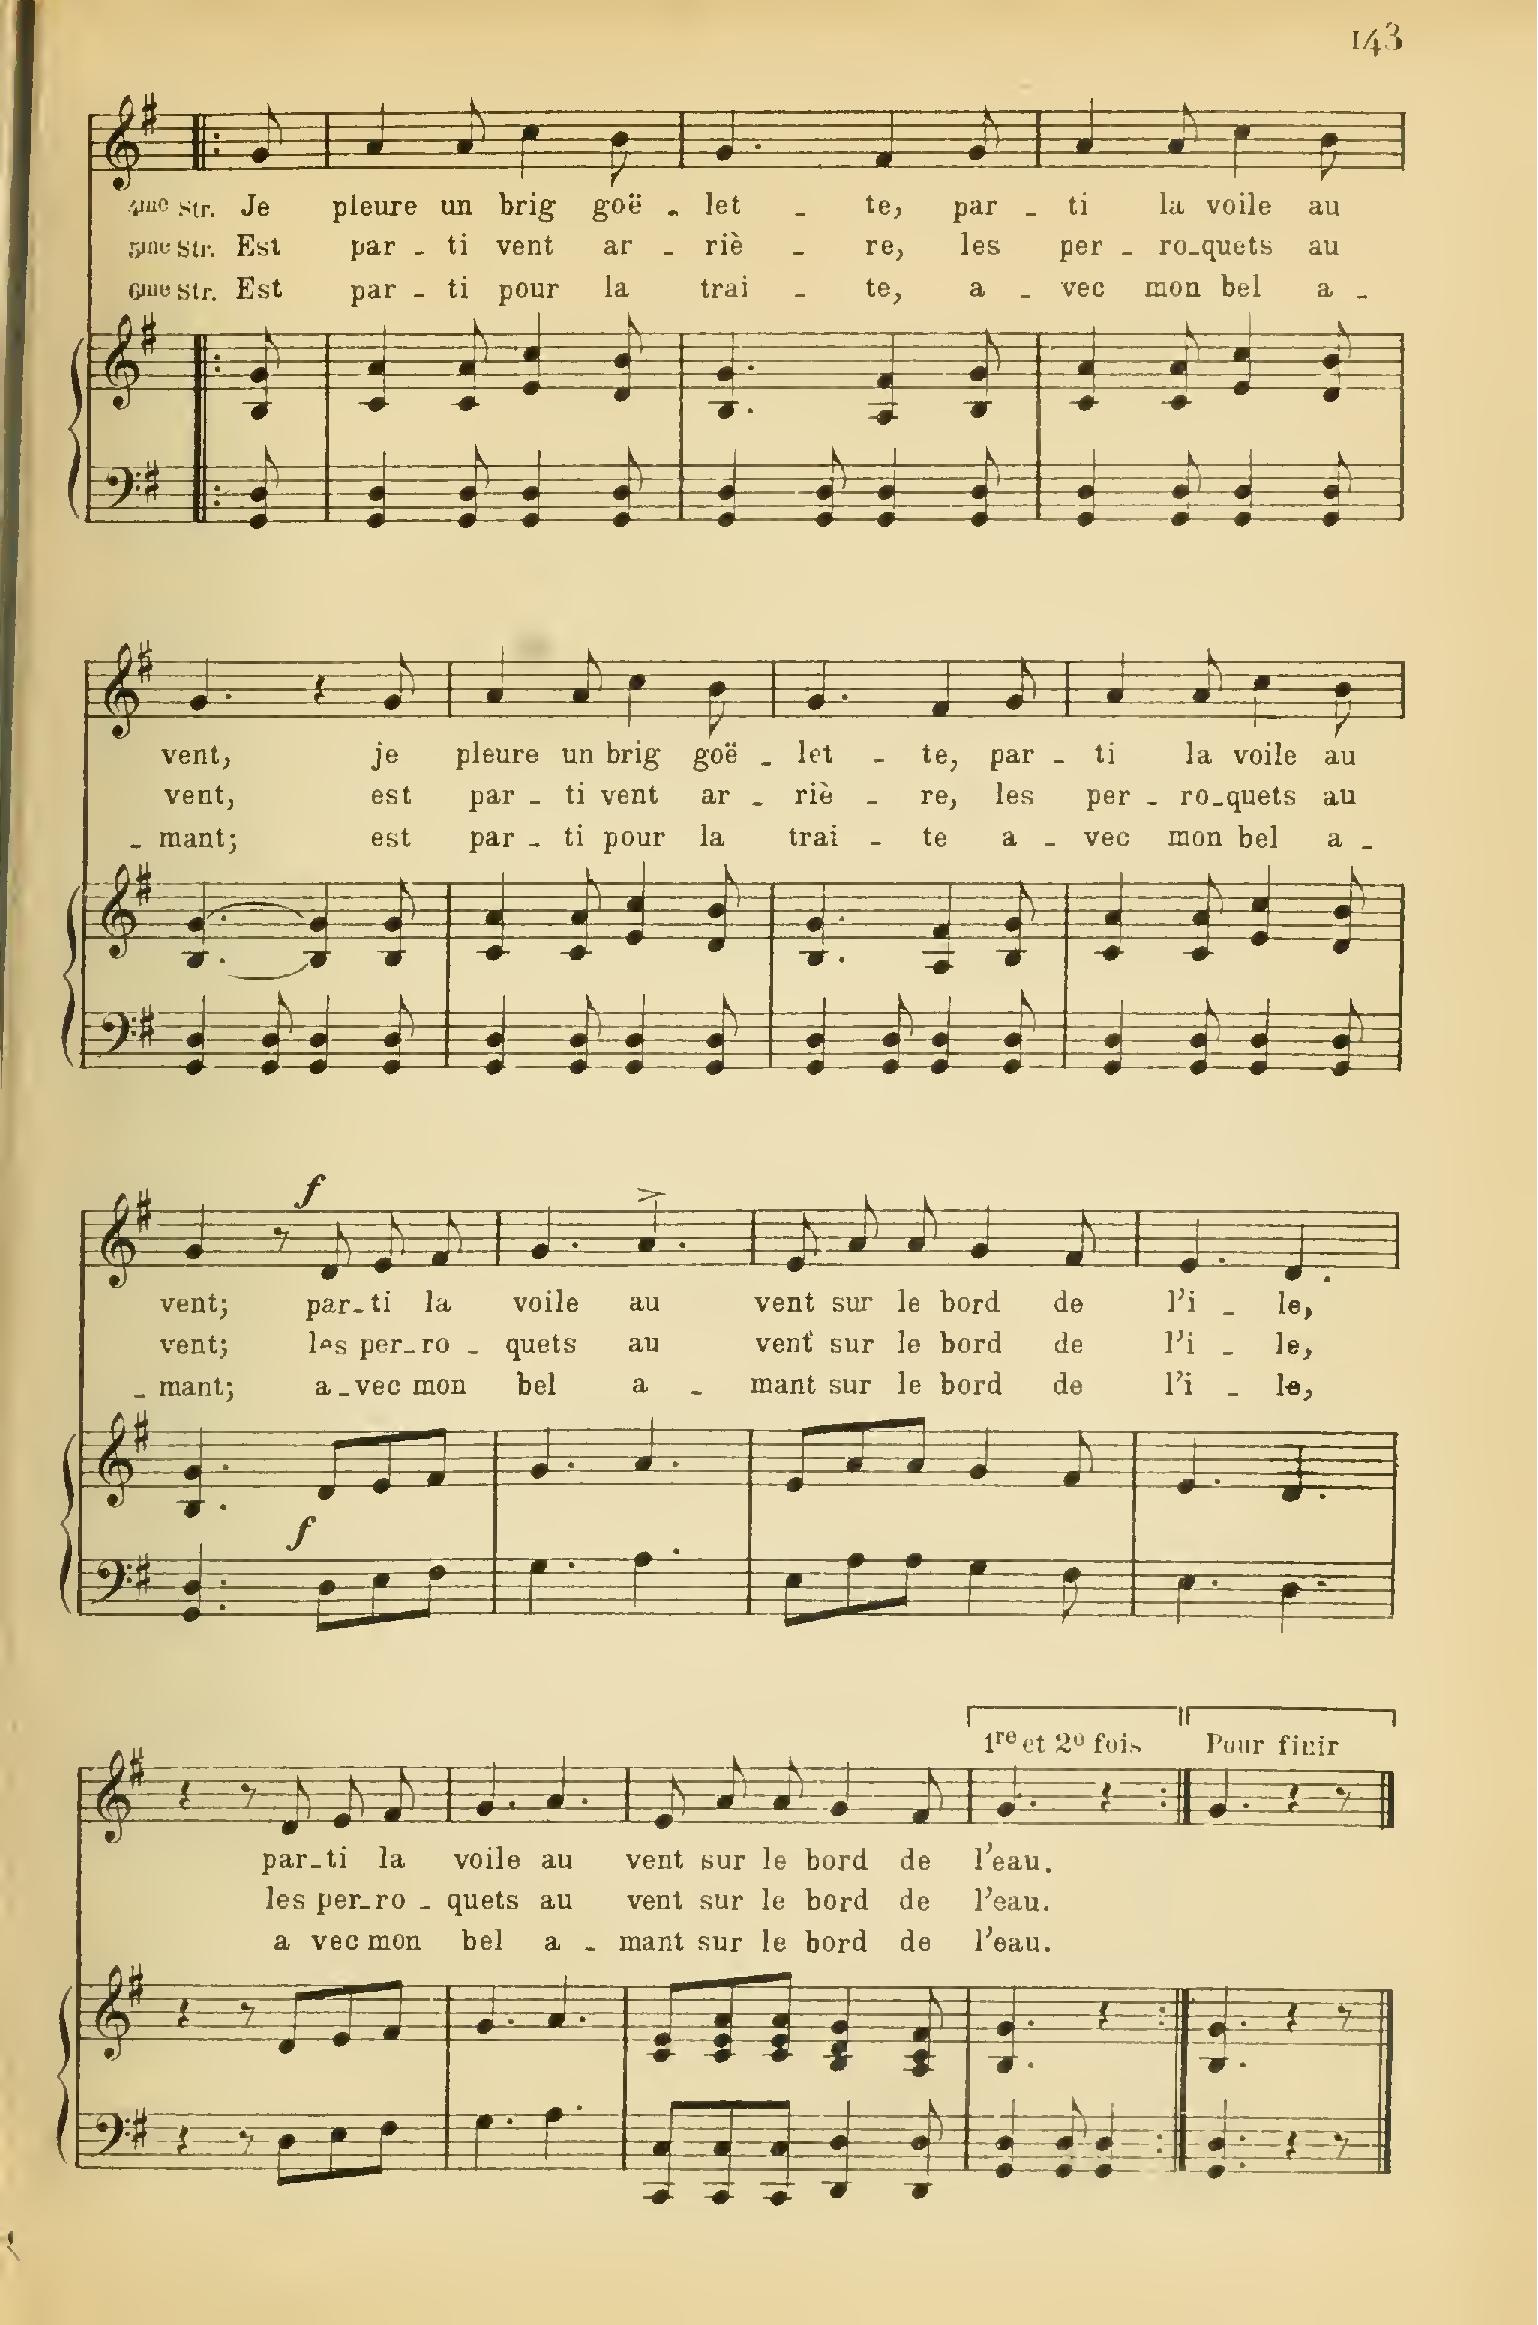 143
4me Str. Je pleure un brig goë - let - te, par - ti la voile au
5me Str. Est par - ti vent ar - riè - re, les per - ro-quets au
6me Str. Est par - ti pour la trai - te, a - vec mon bel a -
vent, je pleure un brig goë - let - te, par - ti la voile au
vent, est par - ti vent ar - riè - re, les per - ro-quets au
- mant; est par - ti pour la trai - te a - vec mon bel a -
f
vent; par-ti la voile au vent sur le bord de l'i - le,
vent; les per-ro - quets au vent sur le bord de l'i - le,
- mant; a-vec mon bel a - mant sur le bord de l'i - le,
f
1re et 2e fois Pour finir
par-ti la voile au vent sur le bord de l'eau.
les per-ro - quets au vent sur le bord de l'eau.
a vec mon bel a - mant sur le bord de l'eau.